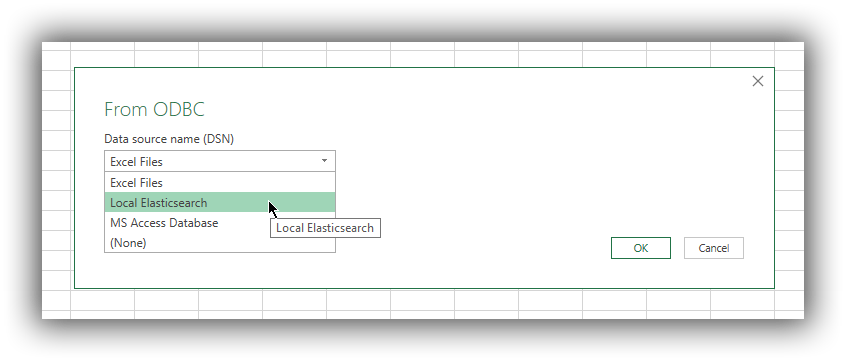 From ODBC
Data source name (DSN)
Excel Files
Excel Files
Local Elasticsearch
MS Access Database
Local Elasticsearch
(None)
OK
Cancel